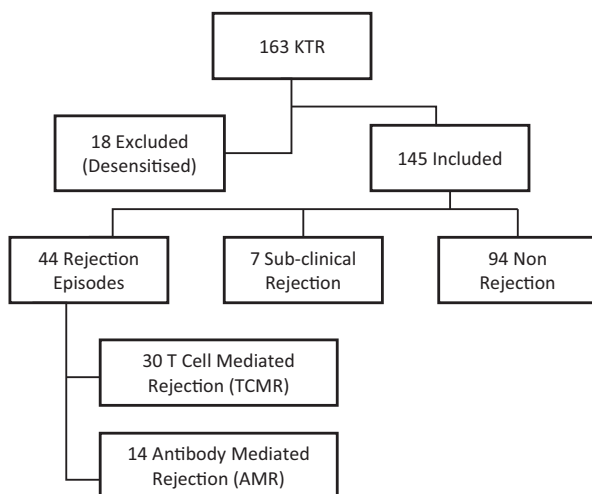 163 KTR
18 Excluded
(Desensitised)
145 Included
44 Rejection
Episodes
7 Sub-clinical
Rejection
94 Non
Rejection
30 T Cell Mediated
Rejection (TCMR)
14 Antibody Mediated
Rejection (AMR)